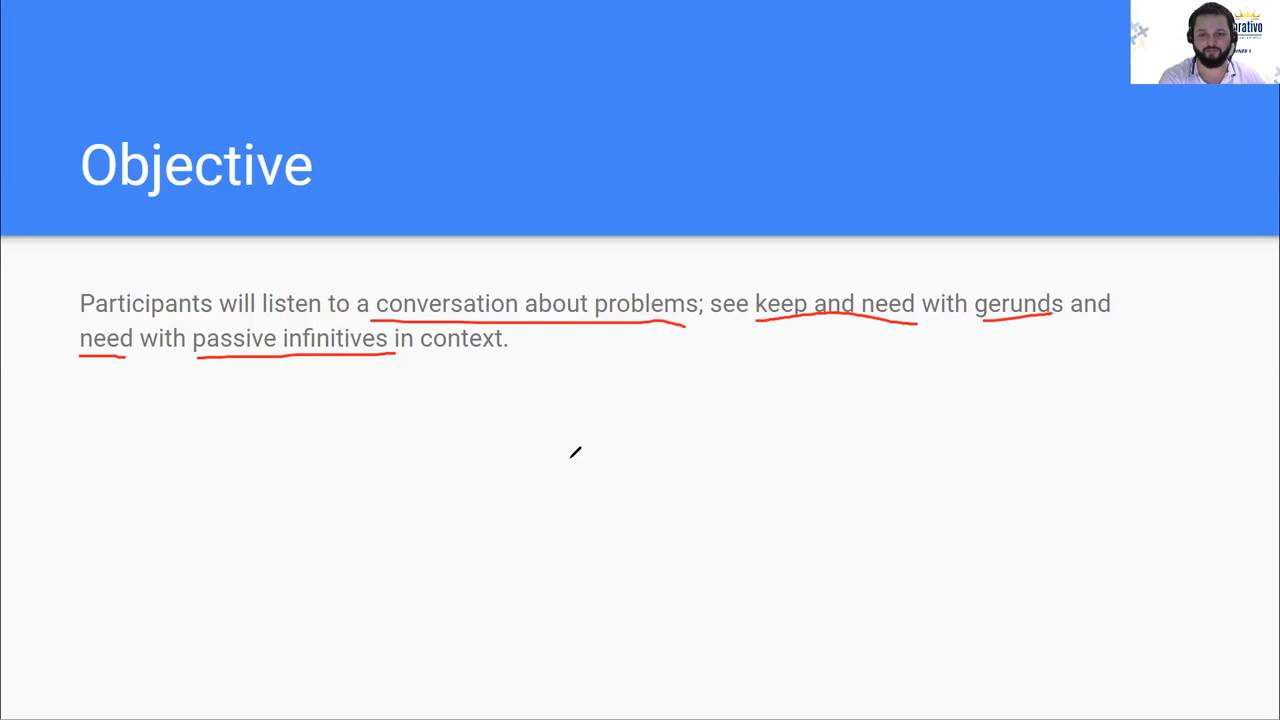 Objective
Participants will listen to a conversation about problems; see keep and need with gerunds and
need with passive infinitives in context.